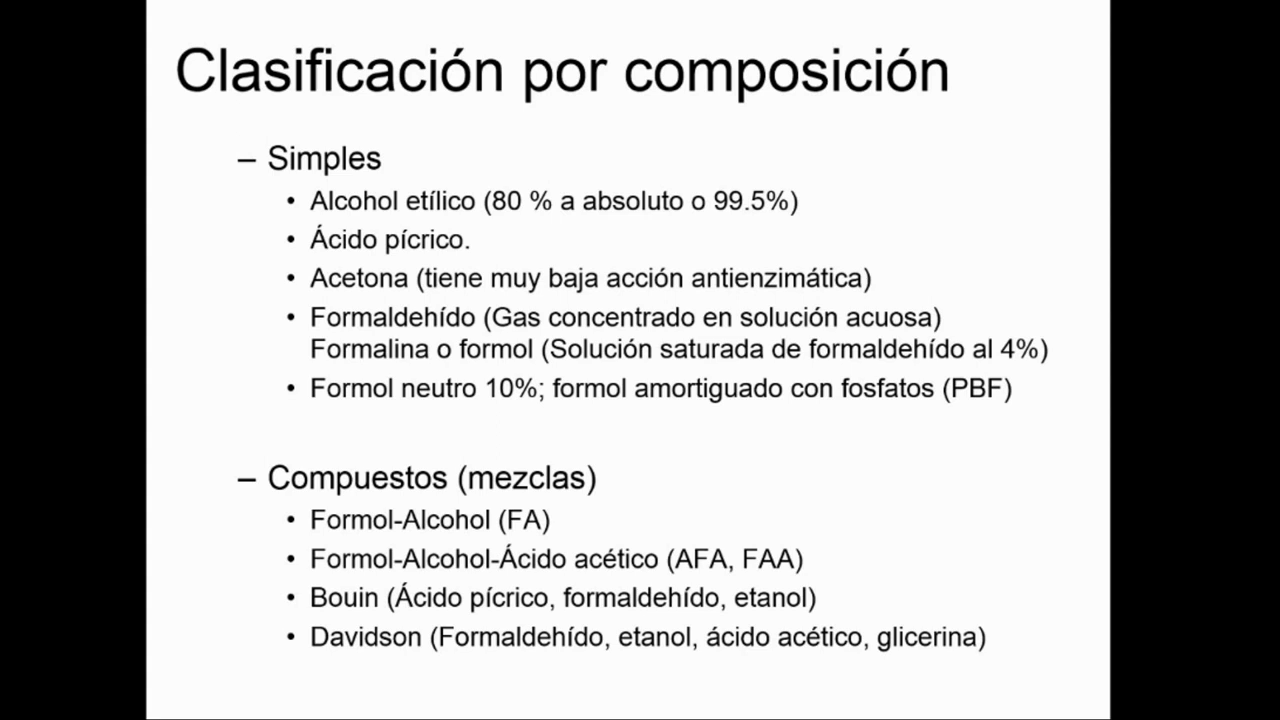 Clasificación por composición
– Simples
• Alcohol etílico (80 % a absoluto o 99.5%)
• Ácido pícrico.
• Acetona (tiene muy baja acción antienzimática)
• Formaldehído (Gas concentrado en solución acuosa)
Formalina o formol (Solución saturada de formaldehído al 4%)
• Formol neutro 10%; formol amortiguado con fosfatos (PBF)
– Compuestos (mezclas)
• Formol-Alcohol (FA)
• Formol-Alcohol-Ácido acético (AFA, FAA)
• Bouin (Ácido pícrico, formaldehído, etanol)
• Davidson (Formaldehído, etanol, ácido acético, glicerina)